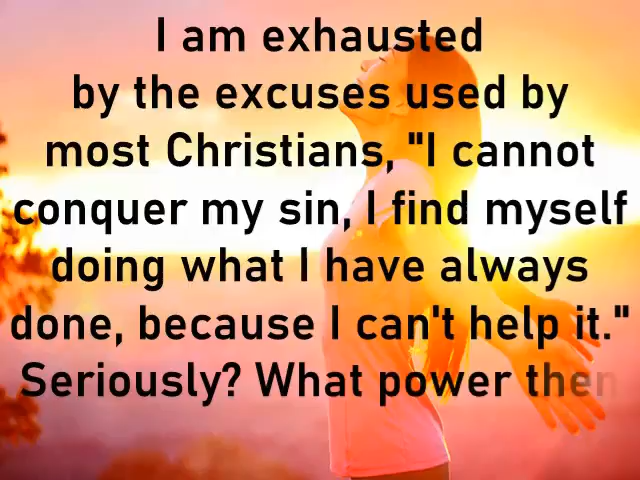 I am exhausted
by the excuses used by
most Christians, "I cannot
conquer my sin, I find myself
doing what I have always
done, because I can't help it."
Seriously? What power then